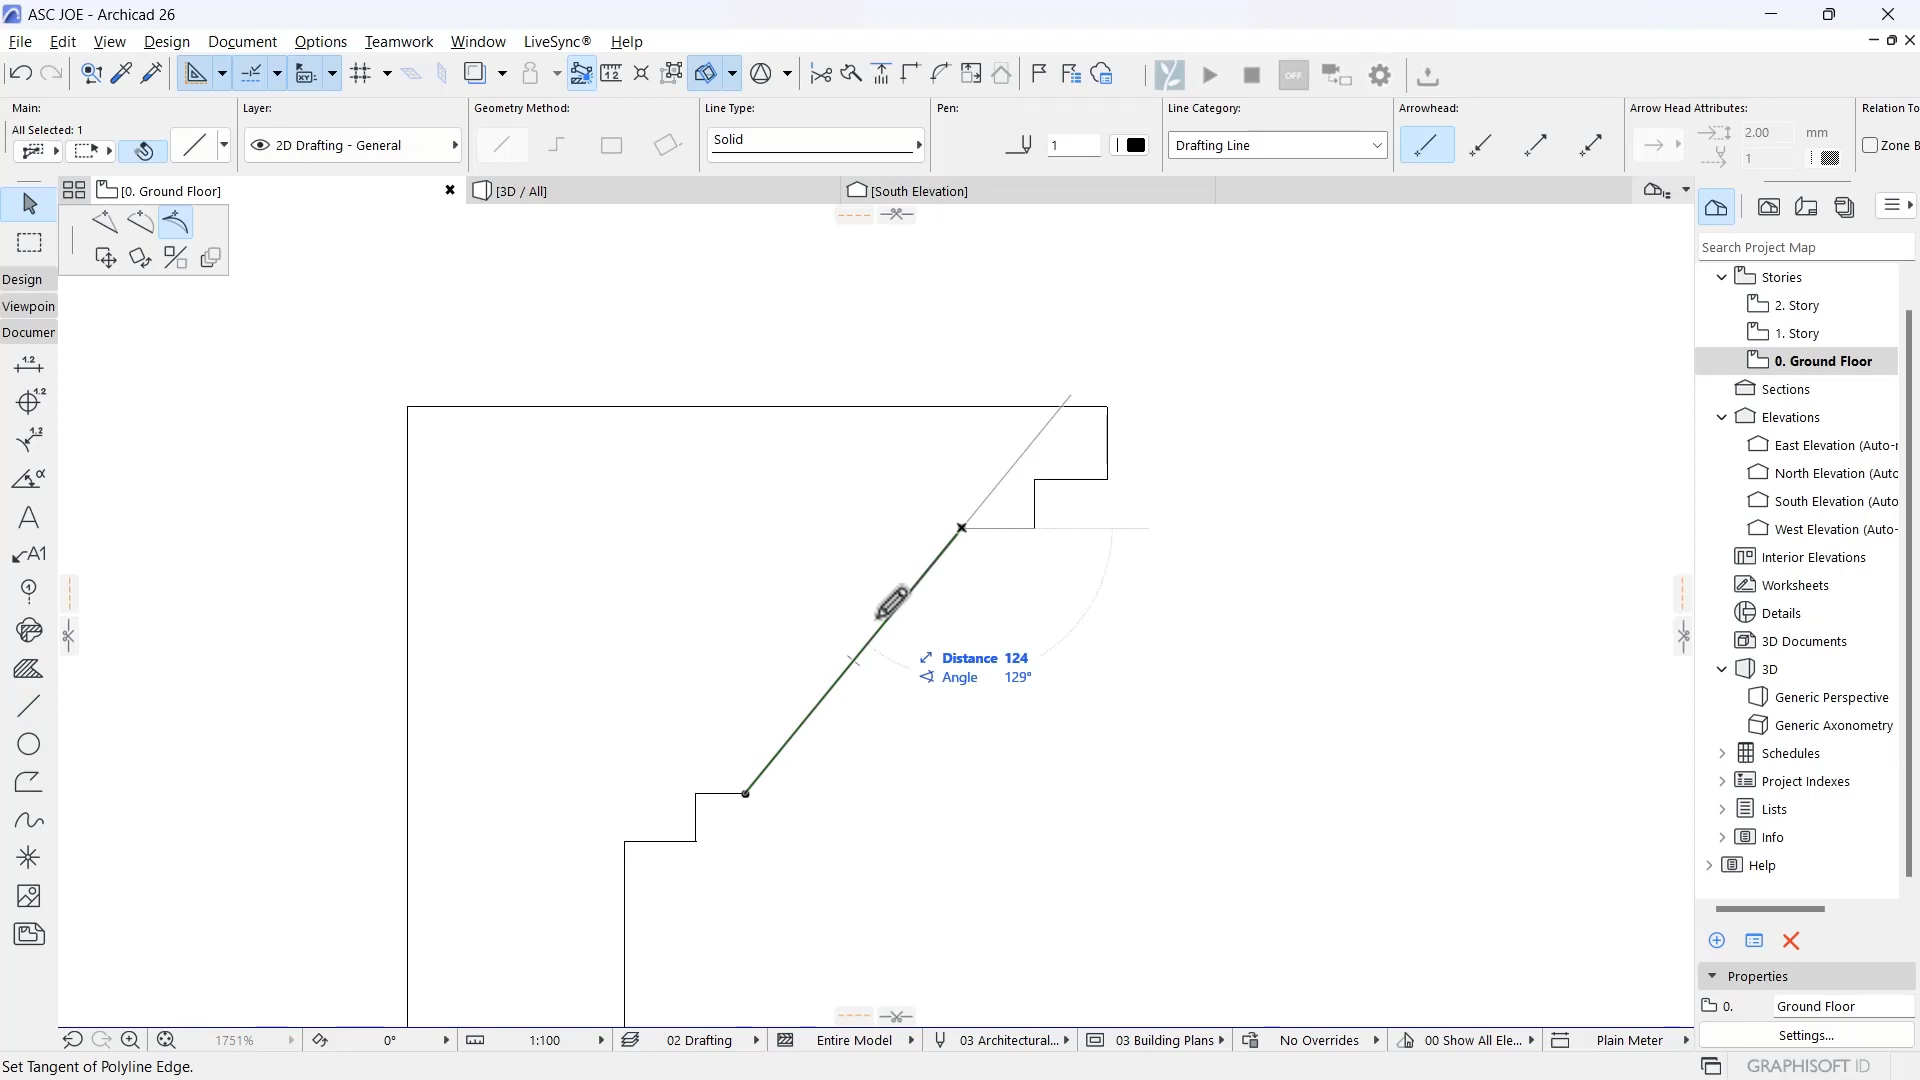 ASC JOE - Archicad 26
File Edit View Design Document Options Teamwork Window LiveSync® Help
Main:
All Selected: 1
Layer:
2D Drafting - General
Geometry Method:
Line Type:
Solid
Pen:
1
Line Category:
Drafting Line
Arrowhead:
Arrow Head Attributes:
2.00 mm
1
Relation To
Zone B
[0. Ground Floor]
[3D / All]
[South Elevation]
Design
Viewpoin
Documen
Distance 124
Angle 129°
Search Project Map
Stories
2. Story
1. Story
0. Ground Floor
Sections
Elevations
East Elevation (Auto-r
North Elevation (Auto
South Elevation (Auto
West Elevation (Auto-
Interior Elevations
Worksheets
Details
3D Documents
3D
Generic Perspective
Generic Axonometry
Schedules
Project Indexes
Lists
Info
Help
Properties
0. Ground Floor
Settings...
1751% 0° 1:100 02 Drafting Entire Model 03 Architectural... 03 Building Plans No Overrides 00 Show All Ele... Plain Meter
Set Tangent of Polyline Edge.
GRAPHISOFT ID